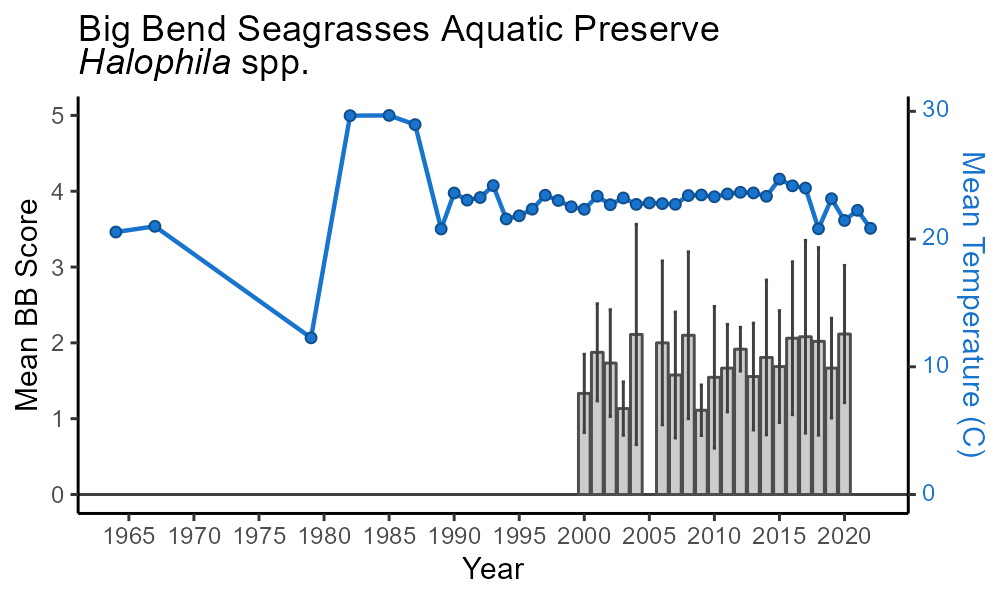 Big Bend Seagrasses Aquatic Preserve
Halophila spp.
5
4
3
2
1
0
Mean BB Score
30
20
10
0
Mean Temperature (C)
1965 1970 1975 1980 1985 1990 1995 2000 2005 2010 2015 2020
Year